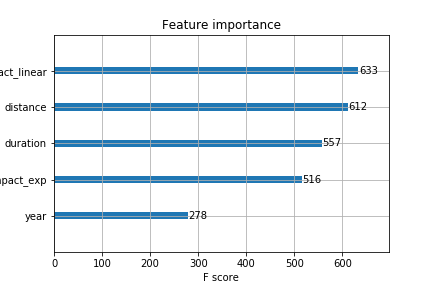 Feature importance
act_linear
633
distance
612
duration
557
npact_exp
516
year
278
0 100 200 300 400 500 600
F score